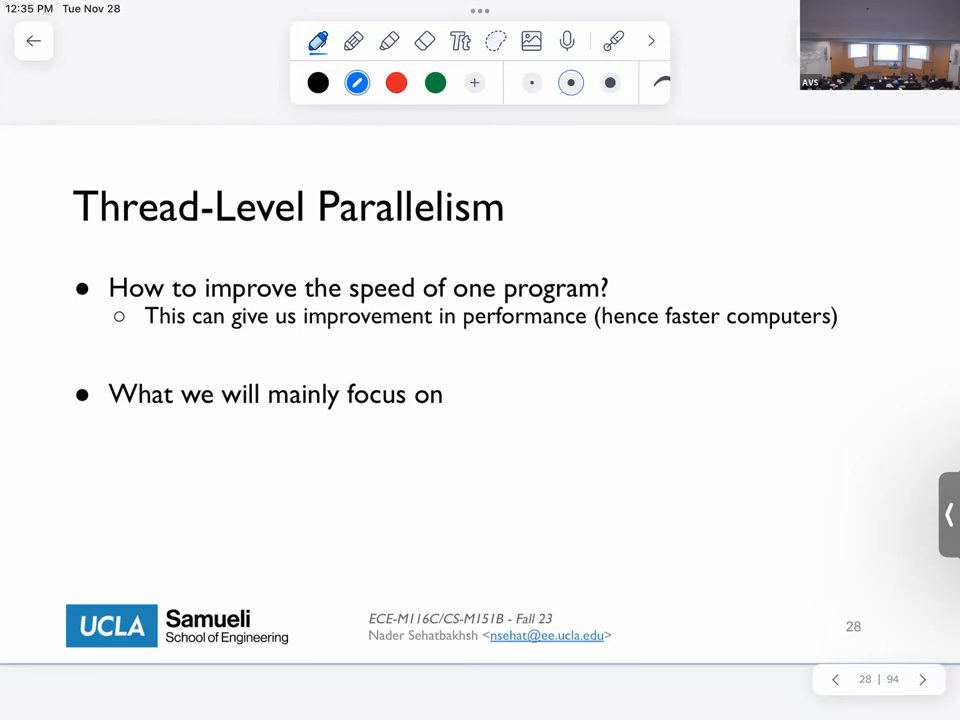 12:35 PM Tue Nov 28
Tt
AVS
Thread-Level Parallelism
● How to improve the speed of one program?
○ This can give us improvement in performance (hence faster computers)
● What we will mainly focus on
UCLA Samueli
School of Engineering
ECE-M116C/CS-M151B - Fall 23
Nader Sehatbakhsh <nsehat@ee.ucla.edu>
28
28 | 94